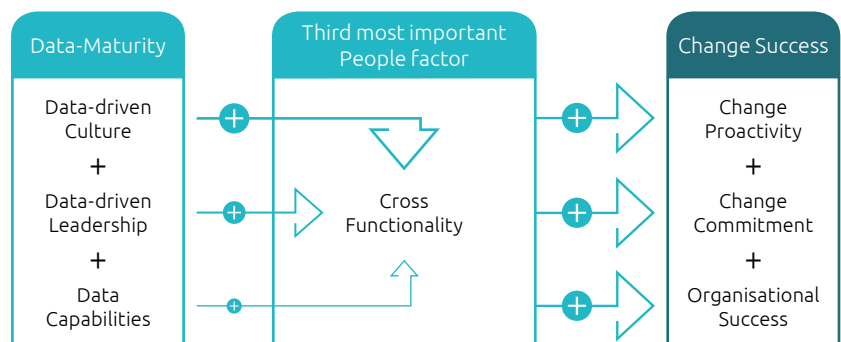 Data-Maturity
Data-driven
Culture
+
Data-driven
Leadership
+
Data
Capabilities
+
+
+
Third most important
People factor
Cross
Functionality
+
+
+
Change Success
Change
Proactivity
+
Change
Commitment
+
Organisational
Success